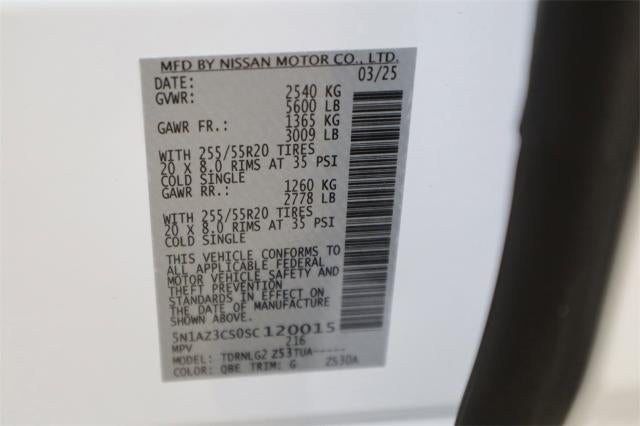 MFD BY NISSAN MOTOR CO., LTD.
DATE: 03/25
GVWR: 2540 KG
5600 LB
GAWR FR.: 1365 KG
3009 LB
WITH 255/55R20 TIRES
20 X 8.0 RIMS AT 35 PSI
COLD SINGLE
GAWR RR.: 1260 KG
2778 LB
WITH 255/55R20 TIRES
20 X 8.0 RIMS AT 35 PSI
COLD SINGLE
THIS VEHICLE CONFORMS TO
ALL APPLICABLE FEDERAL
MOTOR VEHICLE SAFETY AND
THEFT PREVENTION
STANDARDS IN EFFECT ON
THE DATE OF MANUFACTURE
SHOWN ABOVE.
5N1AZ3CS0SC120015
MPV 216
MODEL: TDRNLG2 Z53TUA-----
COLOR: QBE TRIM: G Z530A